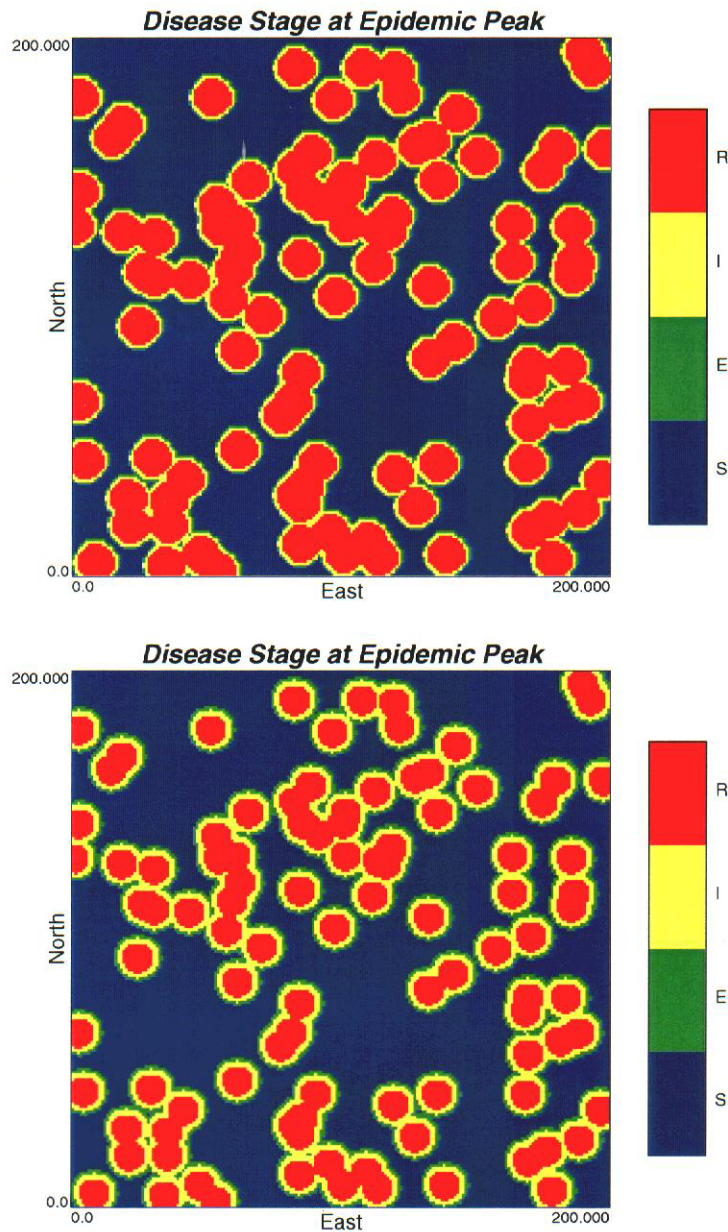 Disease Stage at Epidemic Peak
200.000
R
I
North
E
S
0.0
0.0
200.000
East
Disease Stage at Epidemic Peak
200.000
R
I
North
E
S
0.0
0.0
200.000
East